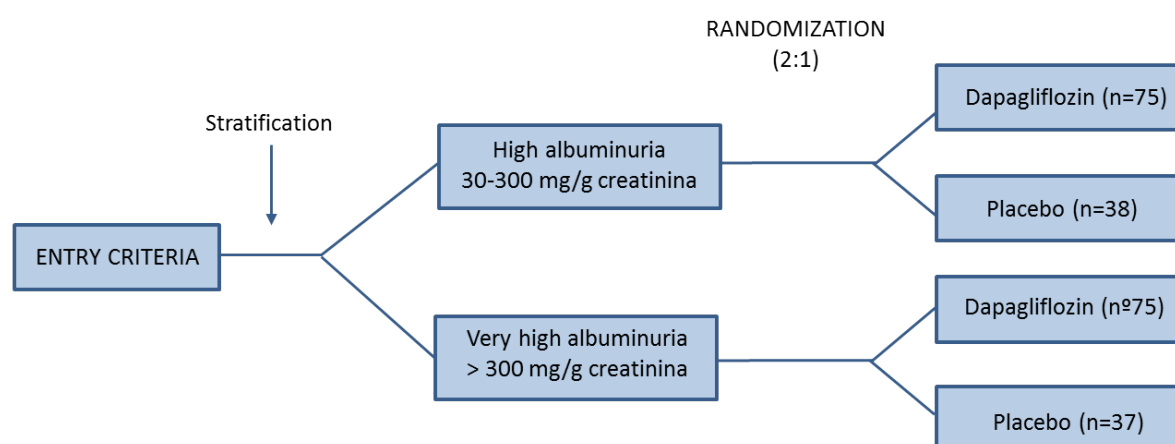 RANDOMIZATION
(2:1)
Stratification
ENTRY CRITERIA
High albuminuria
30-300 mg/g creatinina
Dapagliflozin (n=75)
Placebo (n=38)
Very high albuminuria
> 300 mg/g creatinina
Dapagliflozin (nº75)
Placebo (n=37)